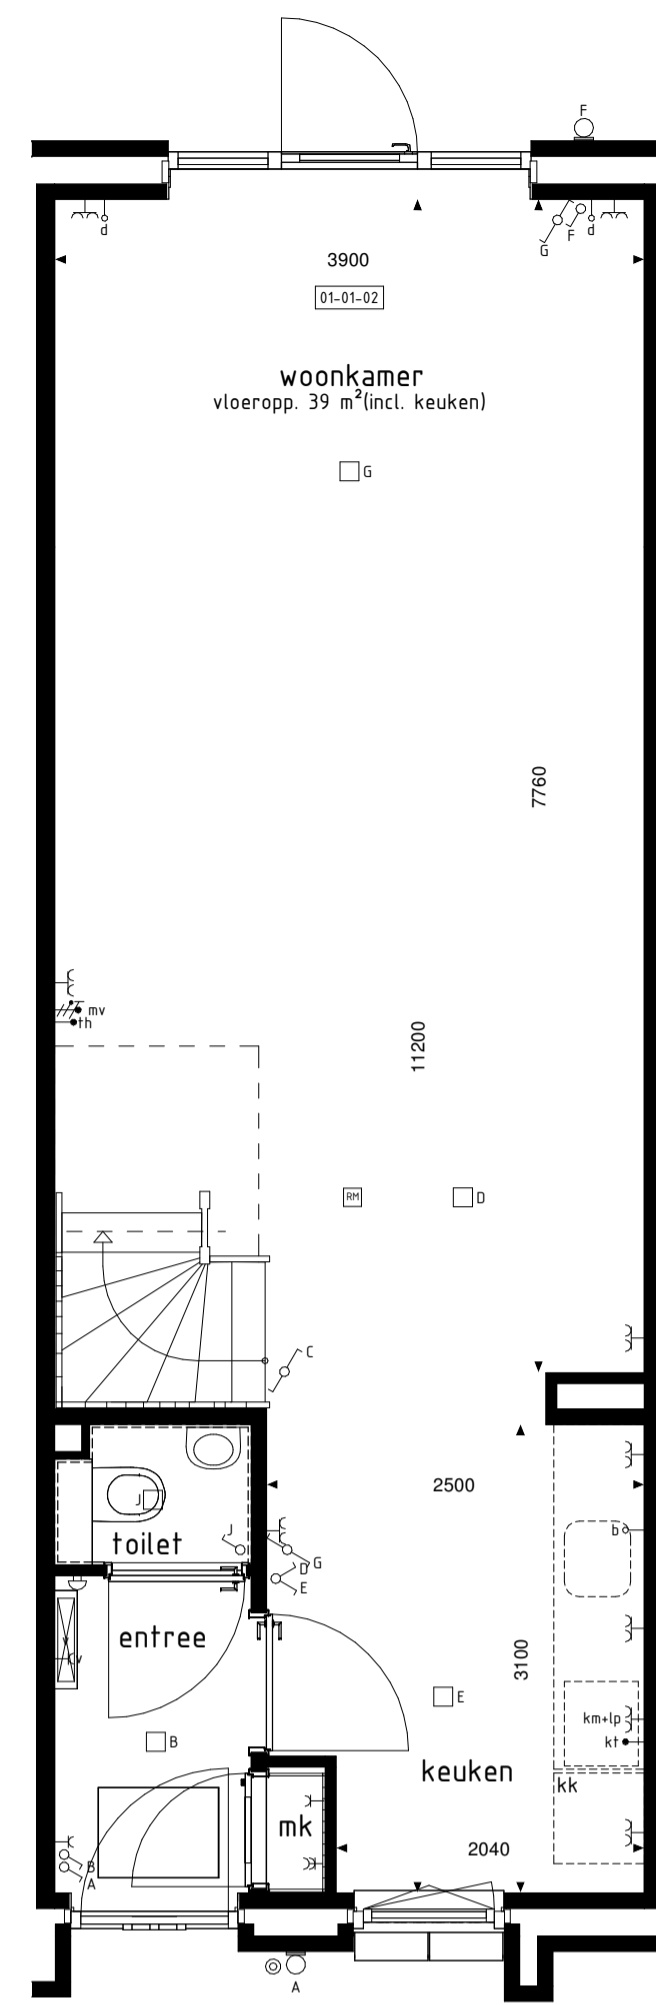 F
d
G
F
d
3900
01-01-02
woonkamer
vloeropp. 39 m²(incl. keuken)
G
7760
mv
th
11200
RM
D
C
2500
J
b
toilet
J
G
D
E
entree
3100
E
km+lp
B
kt
keuken
kk
mk
2040
B
A
A